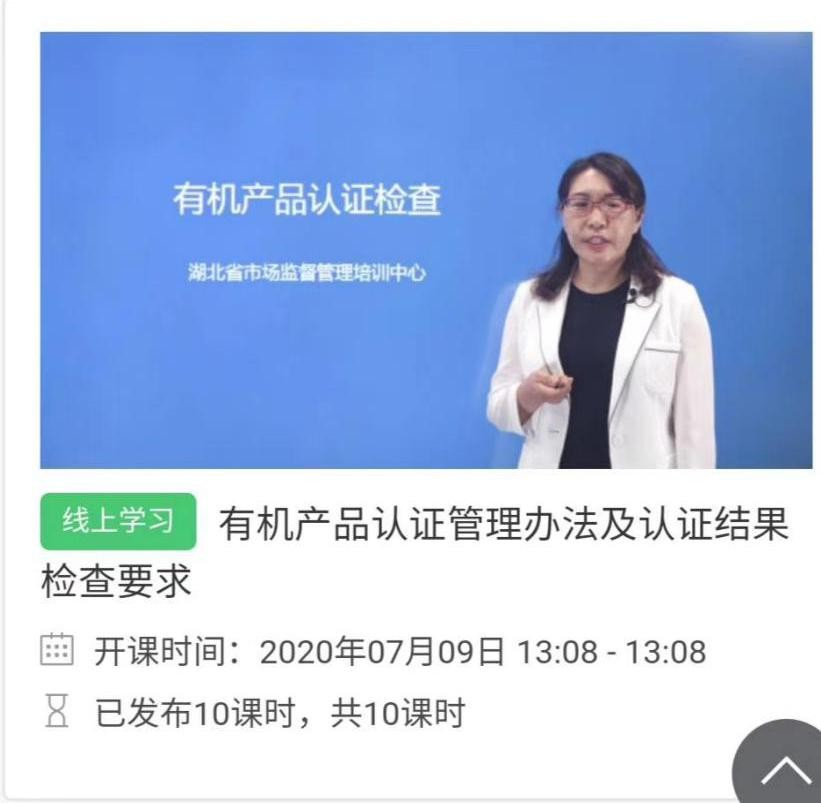 有机产品认证检查
湖北省市场监督管理培训中心
线上学习 有机产品认证管理办法及认证结果
检查要求
开课时间：2020年07月09日 13:08 - 13:08
已发布10课时，共10课时